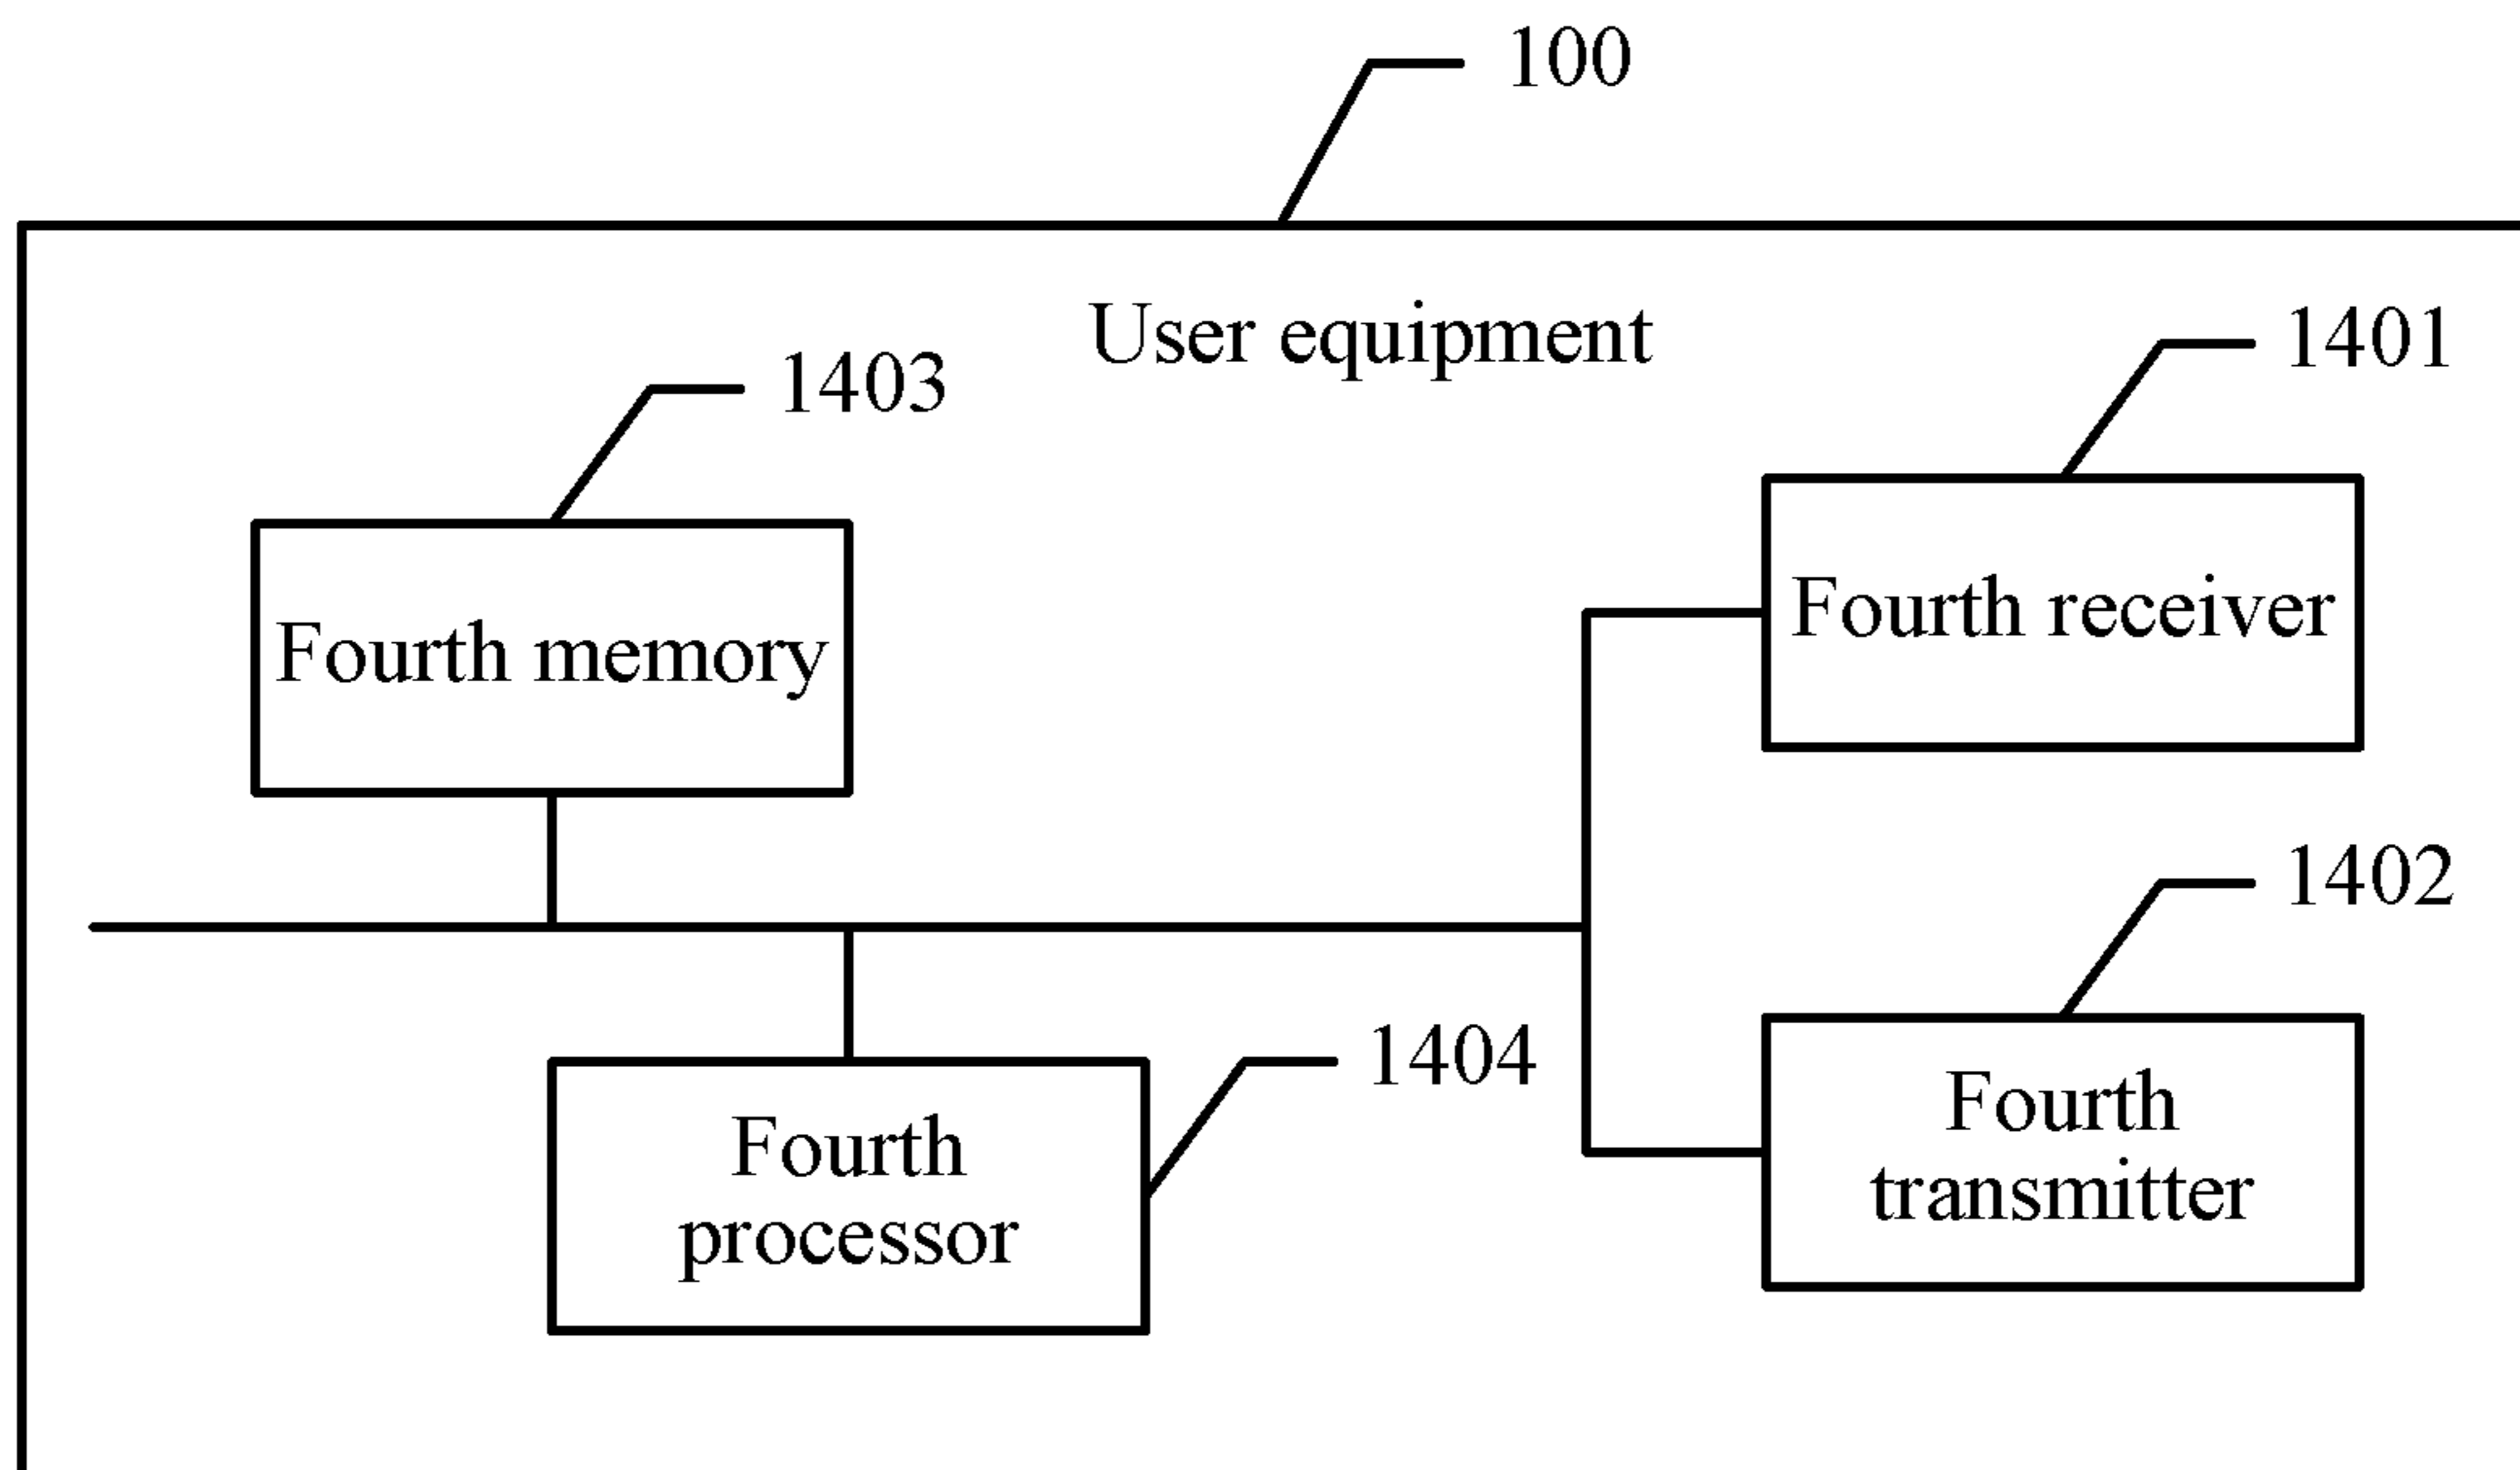 100
User equipment
1401
1403
Fourth receiver
Fourth memory
1402
1404
Fourth
transmitter
Fourth
processor